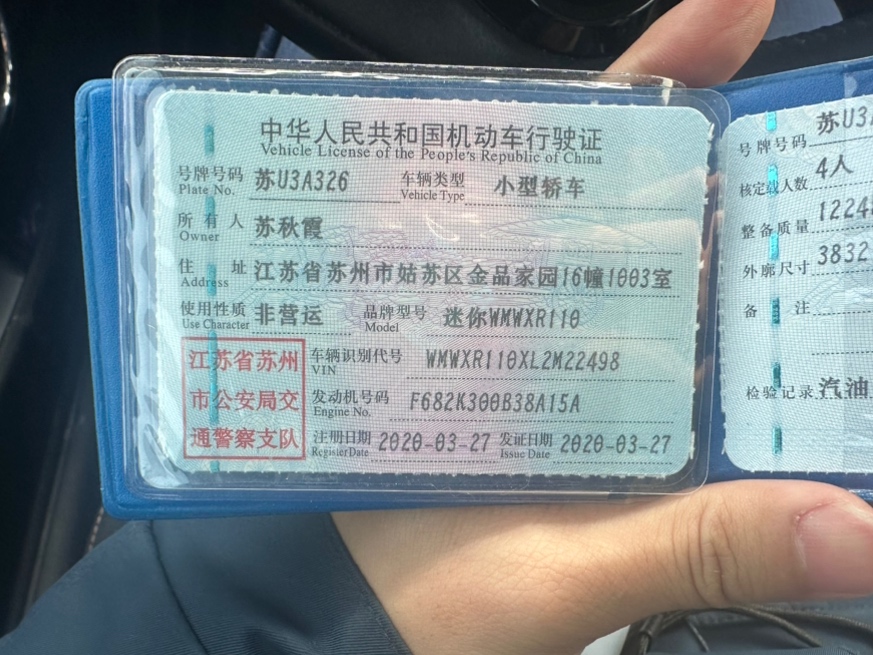 中华人民共和国机动车行驶证
Vehicle License of the People's Republic of China
号牌号码 苏U3A326 车辆类型 小型轿车
Plate No. Vehicle Type
所有人 苏秋霞
Owner
住址 江苏省苏州市姑苏区金品家园16幢1003室
Address
使用性质 非营运 品牌型号 迷你WMWXR110
Use Character Model
江苏省苏州
市公安局交
通警察支队
车辆识别代号 WMWXR110XL2M22498
VIN
发动机号码 F682K300B38A15A
Engine No.
注册日期 2020-03-27 发证日期 2020-03-27
Register Date Issue Date
号牌号码 苏U3
核定载人数 4人
整备质量 1224
外廓尺寸 3832
备注
检验记录 汽油